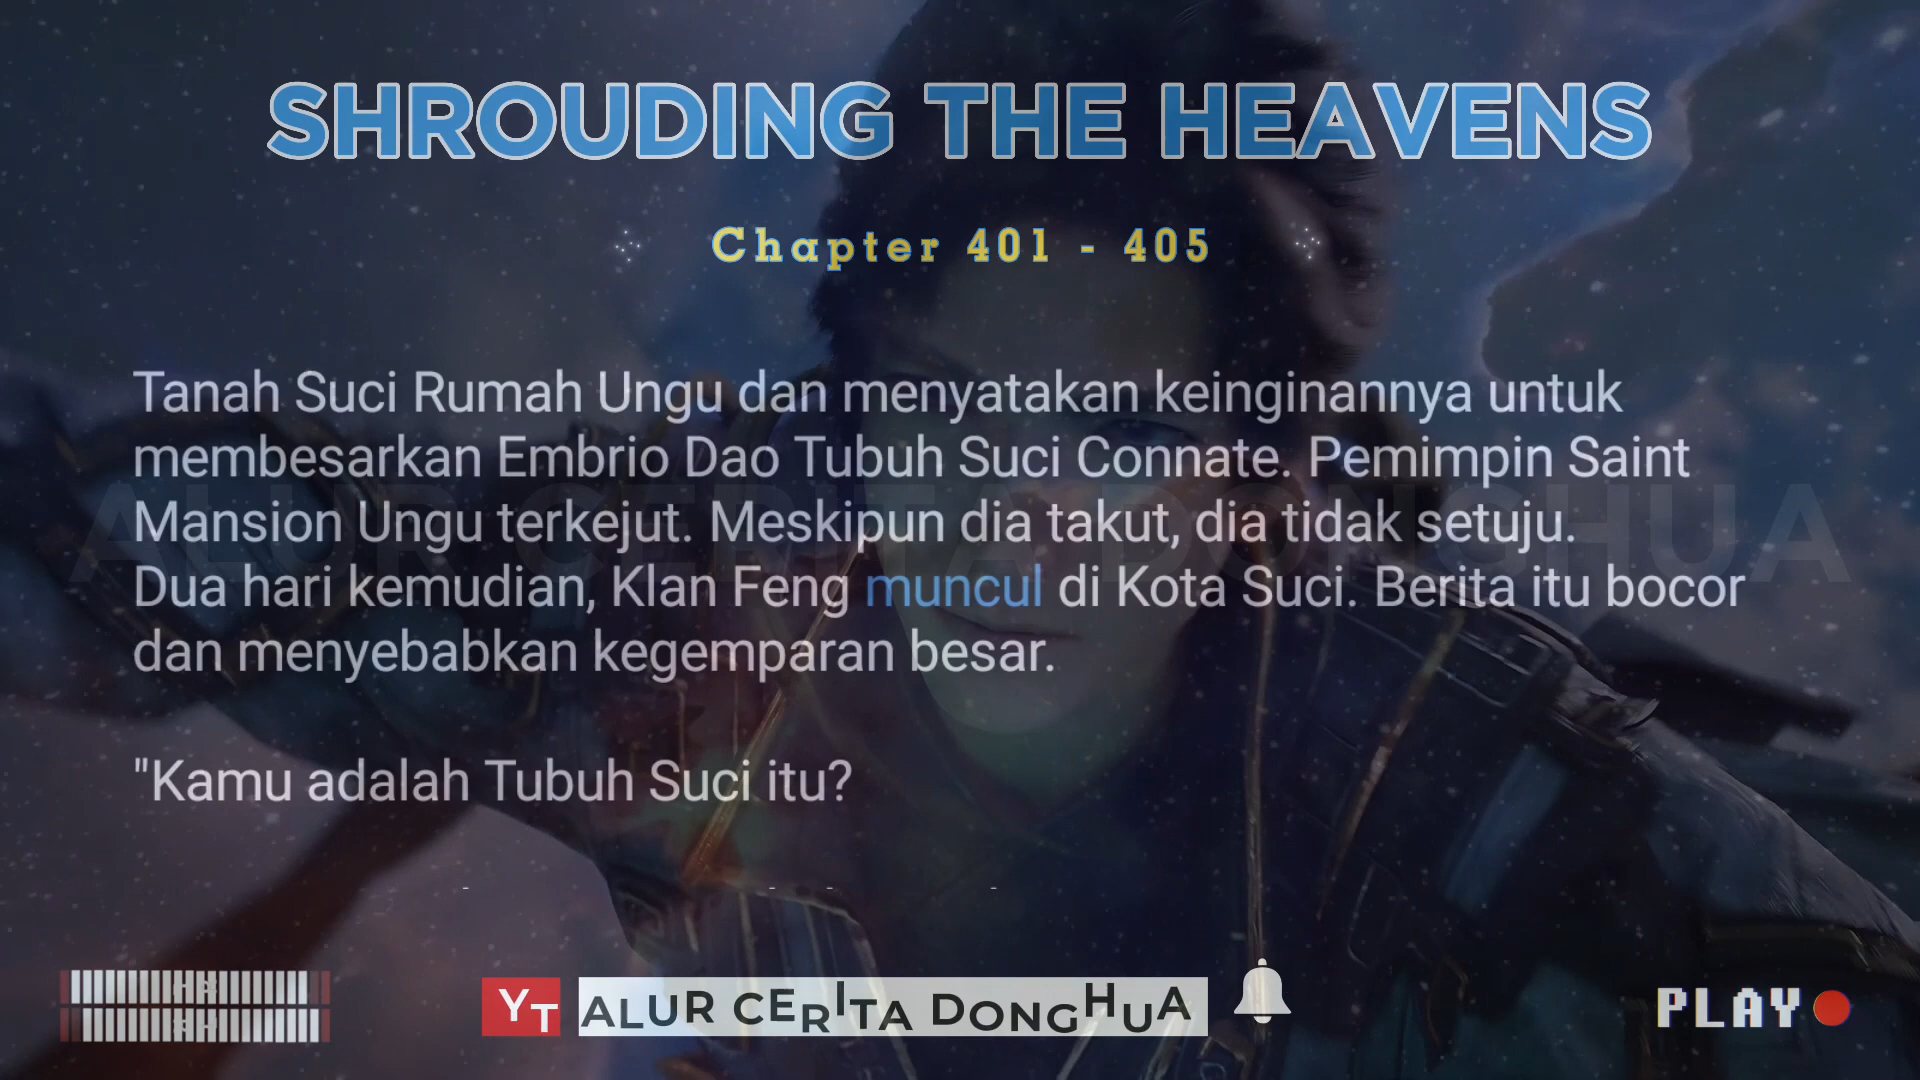 SHROUDING THE HEAVENS
Chapter 401 - 405
Tanah Suci Rumah Ungu dan menyatakan keinginannya untuk
membesarkan Embrio Dao Tubuh Suci Connate. Pemimpin Saint
Mansion Ungu terkejut. Meskipun dia takut, dia tidak setuju.
ALUR CERITA DONGHUA
Dua hari kemudian, Klan Feng muncul di Kota Suci. Berita itu bocor
dan menyebabkan kegemparan besar.
"Kamu adalah Tubuh Suci itu?
YT ALUR CERITA DONGHUA
PLAY